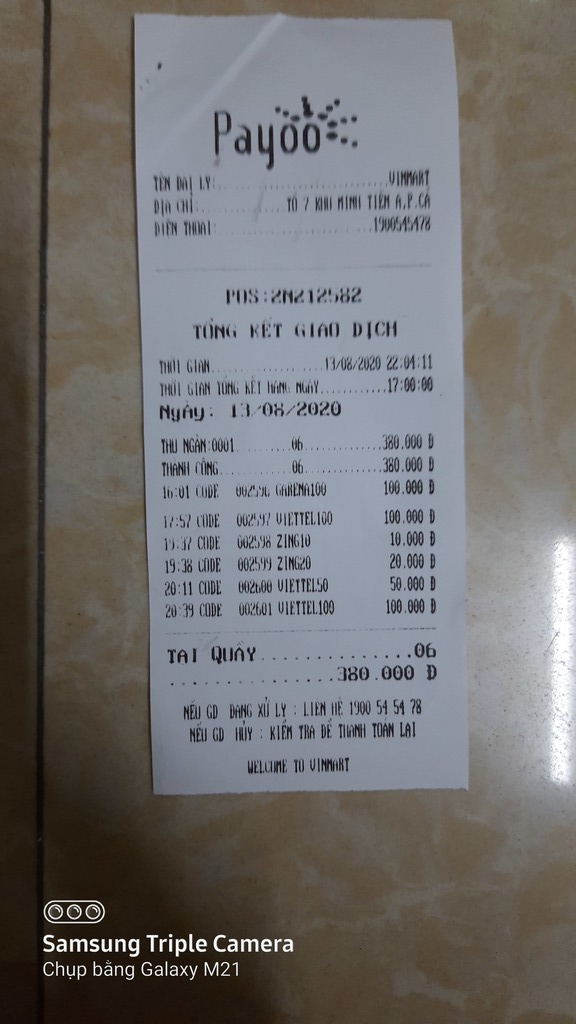 Payoo
TÊN ĐẠI LÝ:....................VINMART
ĐỊA CHỈ:............TỔ 7 KHU MINH TIẾN A,P.CẢ
ĐIỆN THOẠI:....................1900545478
POS:2N212582
TỔNG KẾT GIAO DỊCH
THỜI GIAN................13/08/2020 22:04:11
THỜI GIAN TỔNG KẾT HÀNG NGÀY............17:00:00
Ngày: 13/08/2020
THU NGÂN:0001..........06..............380.000 Đ
THÀNH CÔNG.............06..............380.000 Đ
16:01 CODE 002596 GARENA100 100.000 Đ
17:57 CODE 002597 VIETTEL100 100.000 Đ
19:37 CODE 002598 ZING10 10.000 Đ
19:38 CODE 002599 ZING20 20.000 Đ
20:11 CODE 002600 VIETTEL50 50.000 Đ
20:39 CODE 002601 VIETTEL100 100.000 Đ
TẠI QUẦY..............06
...............380.000 Đ
NẾU GD ĐANG XỬ LÝ : LIÊN HỆ 1900 54 54 78
NẾU GD HỦY : KIỂM TRA ĐỂ THANH TOÁN LẠI
WELCOME TO VINMART
Samsung Triple Camera
Chụp bằng Galaxy M21